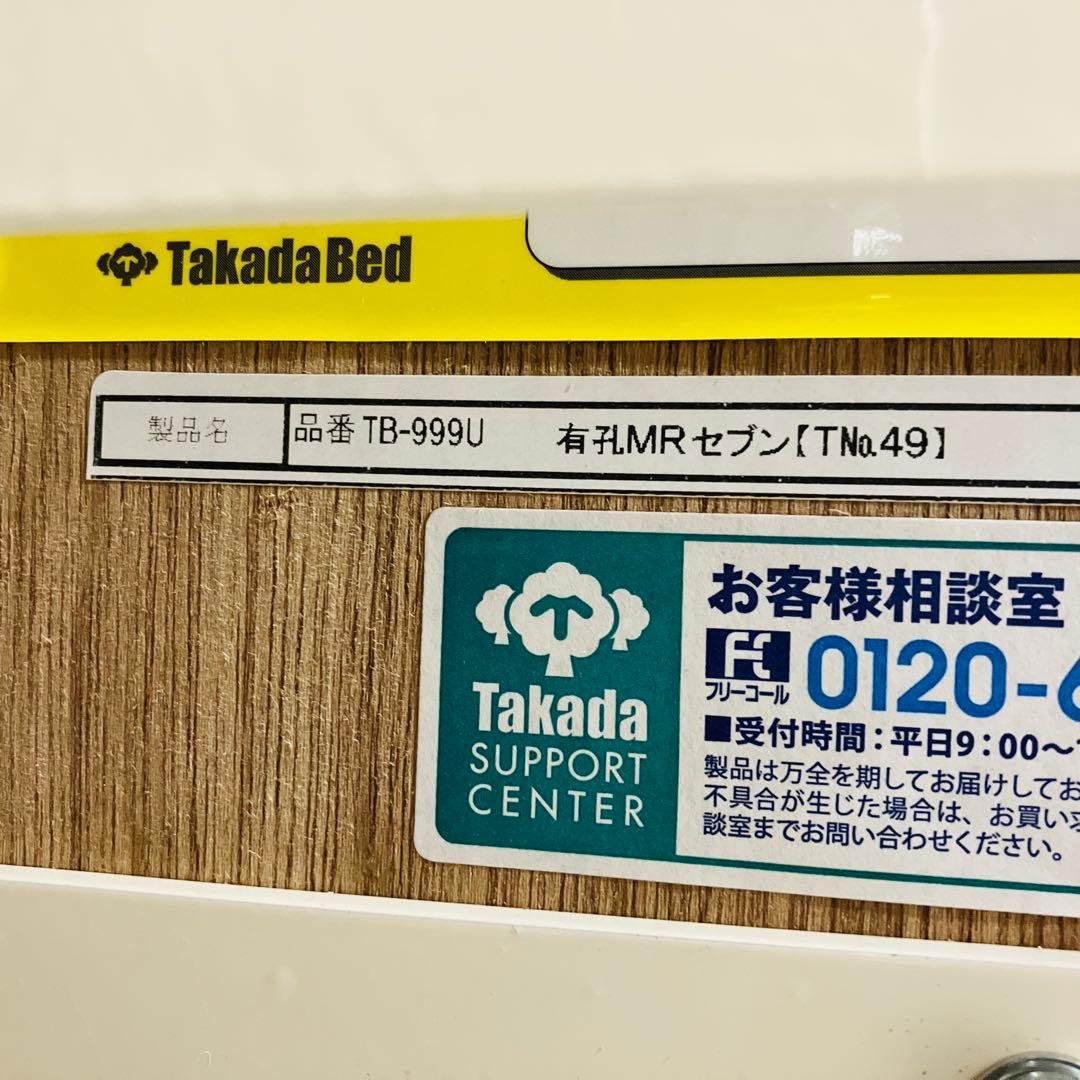 TakadaBed
製品名 品番 TB-999U 有孔MRセブン【TNo.49】
Takada
SUPPORT
CENTER
お客様相談室
フリーコール 0120-6
■受付時間：平日9：00～
製品は万全を期してお届けしてお
不具合が生じた場合は、お買い求
談室までお問い合わせください。